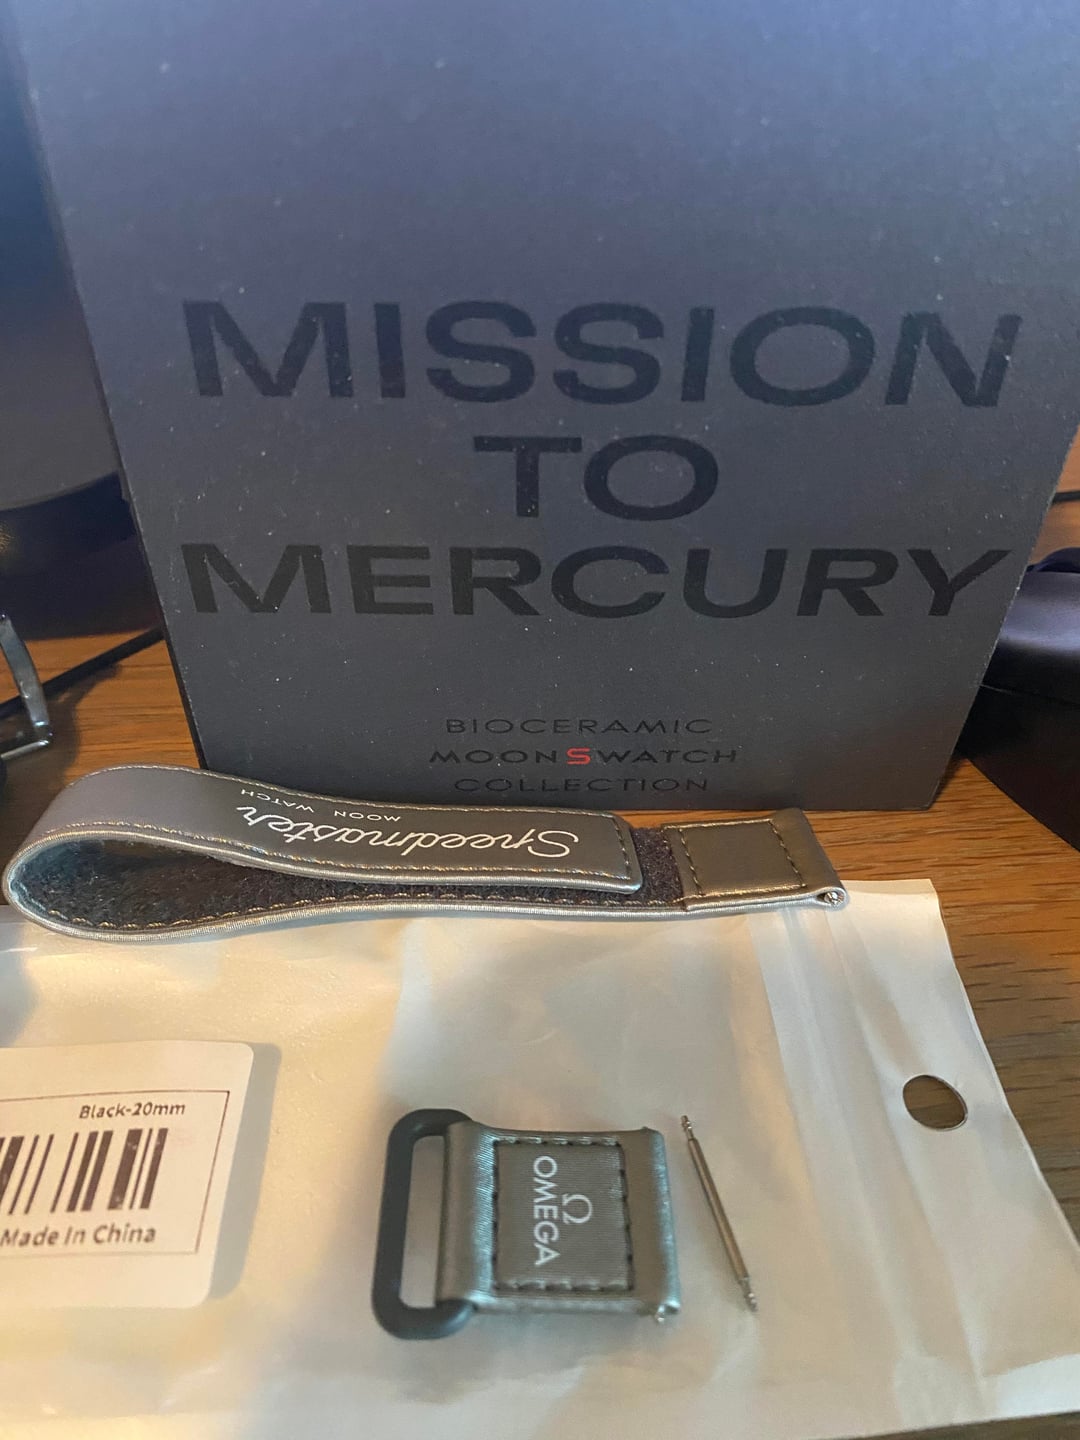 MISSION
TO
MERCURY
BIOCERAMIC
MOONSWATCH
COLLECTION
Speedmaster
MOON WATCH
Black-20mm
Made In China
Ω
OMEGA